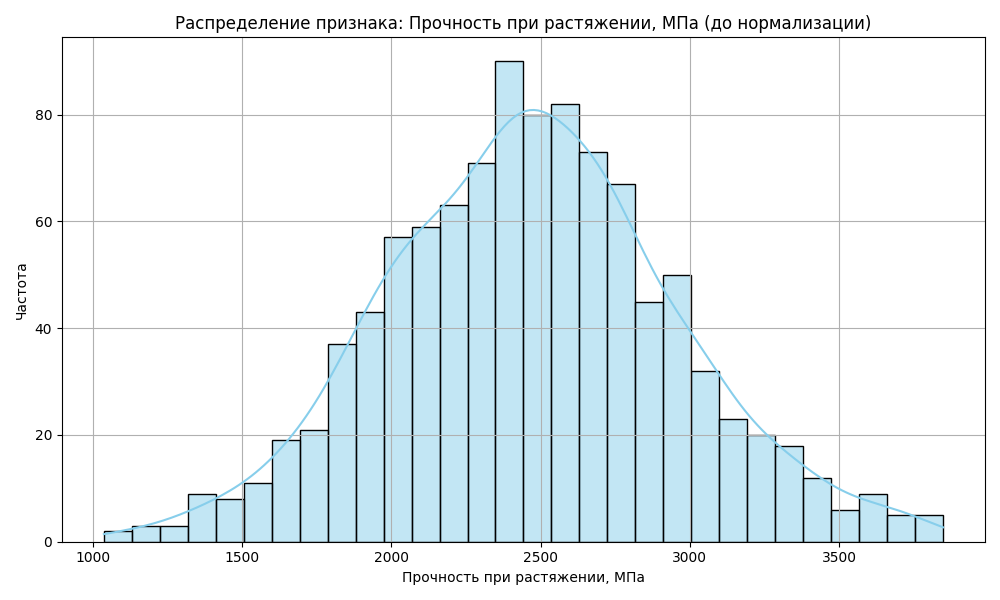 Распределение признака: Прочность при растяжении, МПа (до нормализации)
Частота
80
60
40
20
0
1000 1500 2000 2500 3000 3500
Прочность при растяжении, МПа